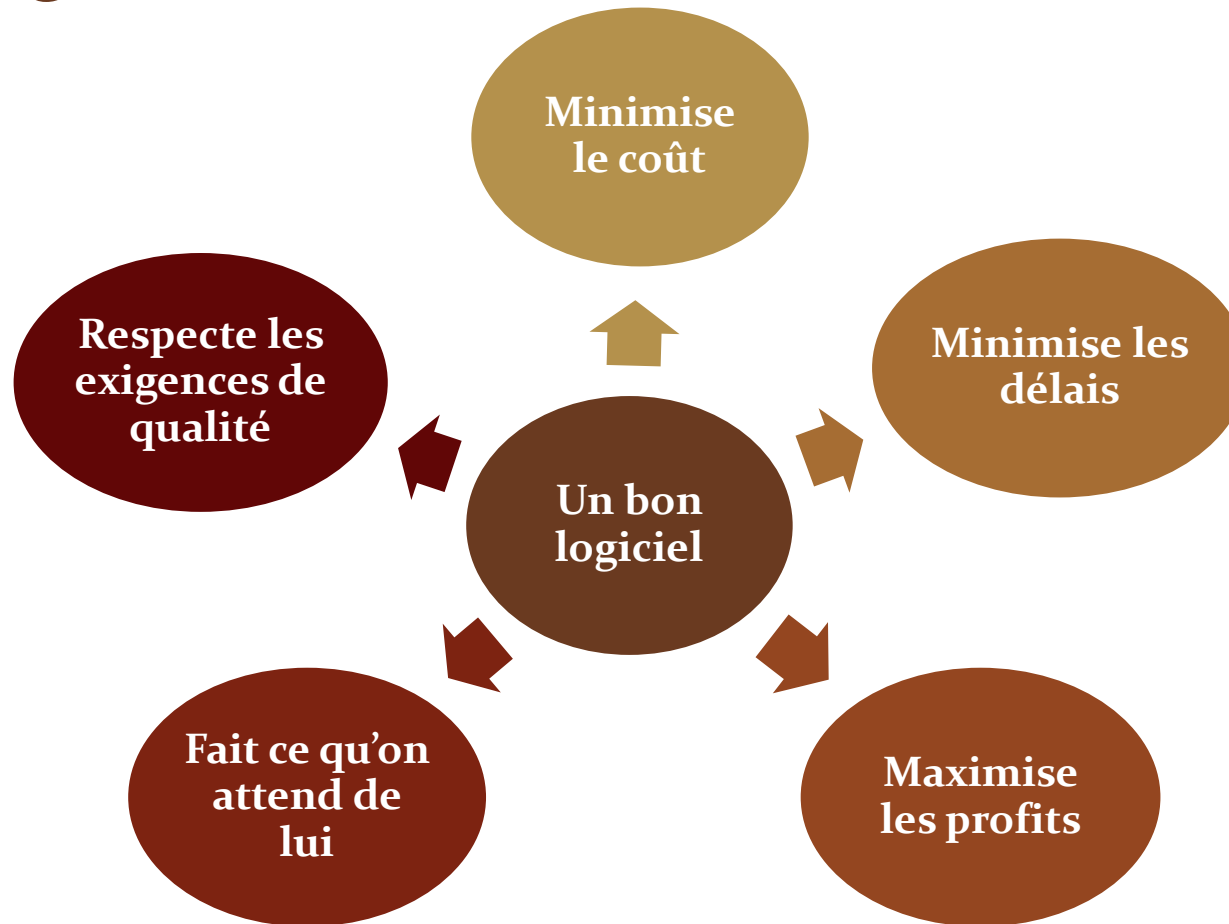 Minimise
le coût
Minimise les
délais
Maximise
les profits
Fait ce qu’on
attend de
lui
Respecte les
exigences de
qualité
Un bon
logiciel